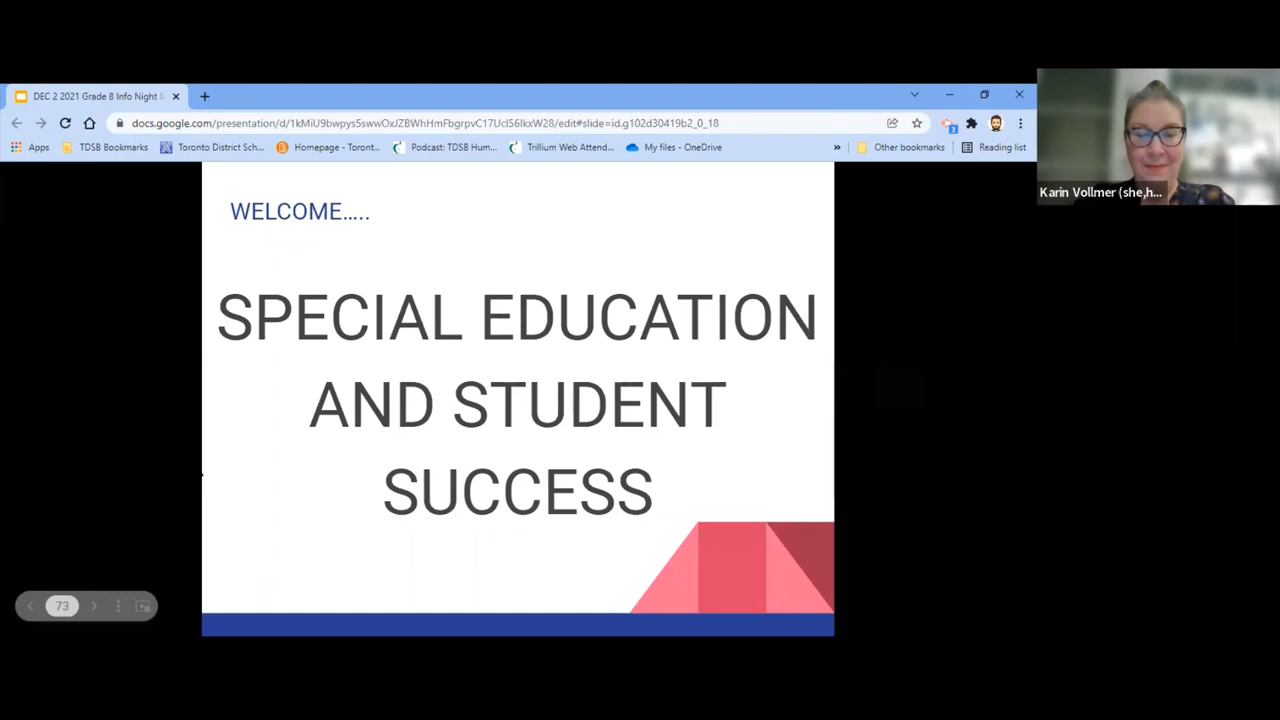 DEC 2 2021 Grade 8 Info Night
docs.google.com/presentation/d/1kMiU9bwpys5swwOxJZBWhHmFbgrpvC17UcI56IkxW28/edit#slide=id.g102d30419b2_0_18
3
Apps TDSB Bookmarks Toronto District Sch... Homepage - Toront... Podcast: TDSB Hum... Trillium Web Attend... My files - OneDrive » Other bookmarks Reading list
Karin Vollmer (she,h...
WELCOME.....
SPECIAL EDUCATION
AND STUDENT
SUCCESS
73